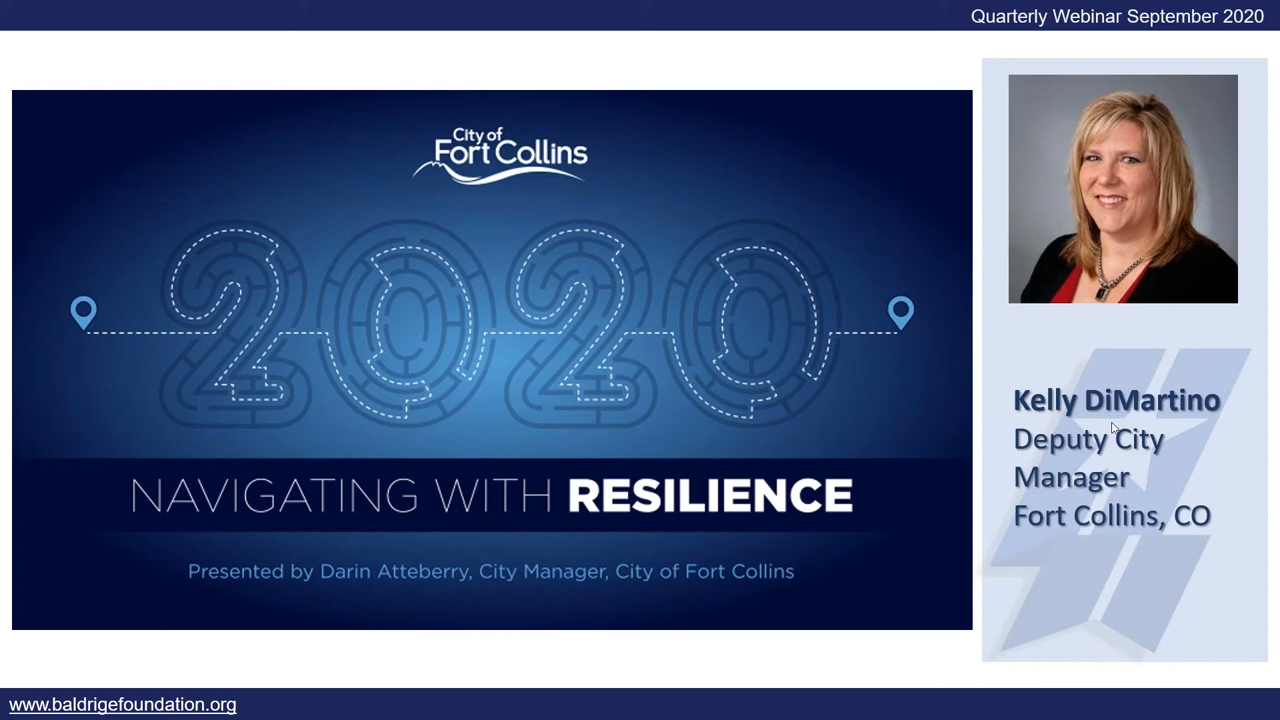 Quarterly Webinar September 2020
City of
Fort Collins
2020
NAVIGATING WITH RESILIENCE
Presented by Darin Atteberry, City Manager, City of Fort Collins
Kelly DiMartino
Deputy City
Manager
Fort Collins, CO
www.baldrigefoundation.org